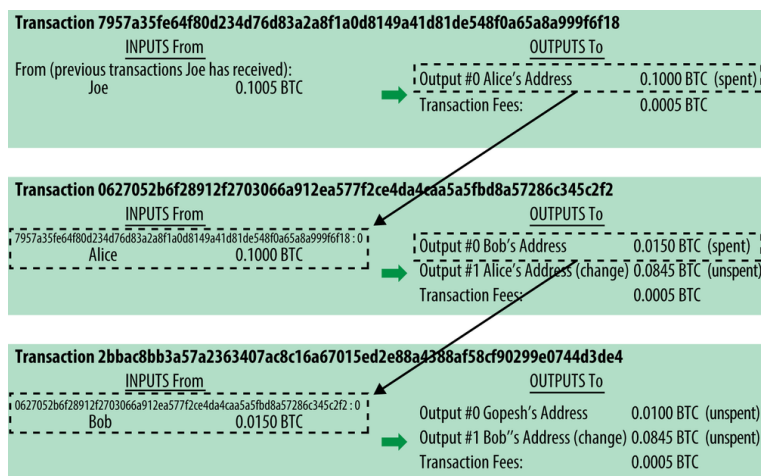 Transaction 7957a35fe64f80d234d76d83a2a8f1a0d8149a41d81de548f0a65a8a999f6f18
INPUTS From OUTPUTS To
From (previous transactions Joe has received):
Joe 0.1005 BTC
Output #0 Alice's Address 0.1000 BTC (spent)
Transaction Fees: 0.0005 BTC
Transaction 0627052b6f28912f2703066a912ea577f2ce4da4caa5a5fbd8a57286c345c2f2
INPUTS From OUTPUTS To
7957a35fe64f80d234d76d83a2a8f1a0d8149a41d81de548f0a65a8a999f6f18 : 0
Alice 0.1000 BTC
Output #0 Bob's Address 0.0150 BTC (spent)
Output #1 Alice's Address (change) 0.0845 BTC (unspent)
Transaction Fees: 0.0005 BTC
Transaction 2bbac8bb3a57a2363407ac8c16a67015ed2e88a4388af58cf90299e0744d3de4
INPUTS From OUTPUTS To
0627052b6f28912f2703066a912ea577f2ce4da4caa5a5fbd8a57286c345c2f2 : 0
Bob 0.0150 BTC
Output #0 Gopesh's Address 0.0100 BTC (unspent)
Output #1 Bob"s Address (change) 0.0845 BTC (unspent)
Transaction Fees: 0.0005 BTC